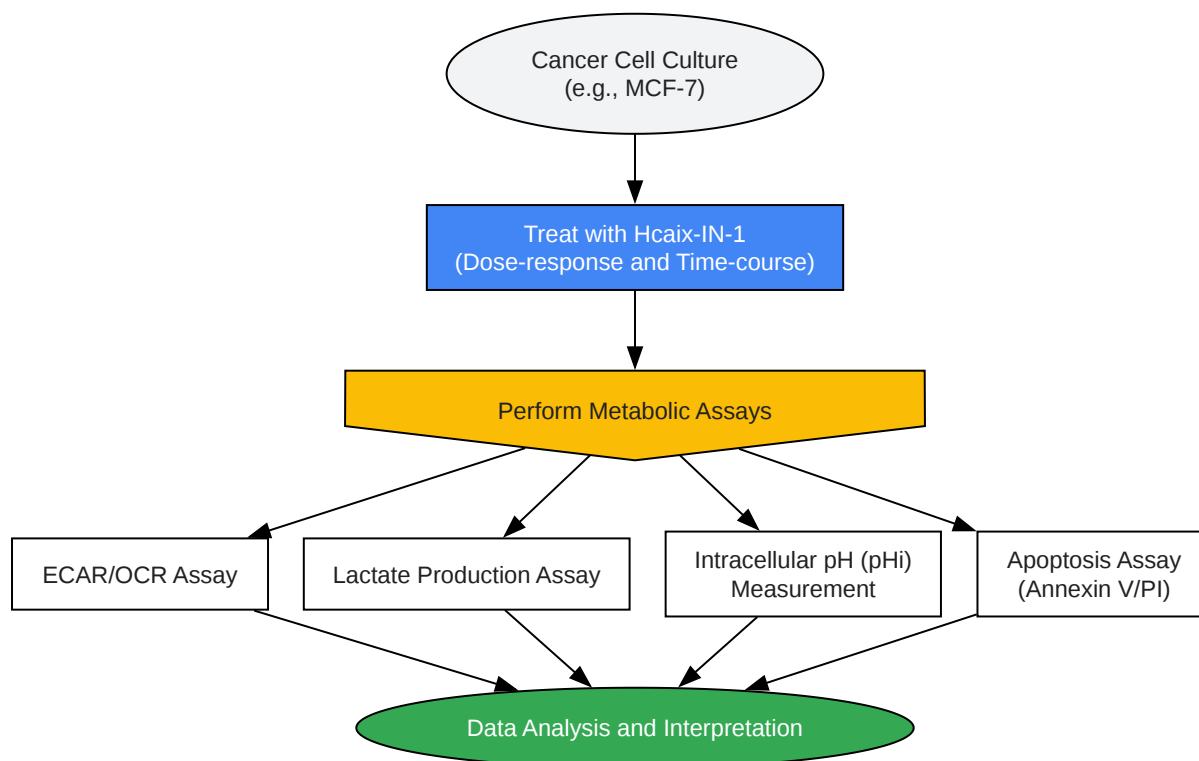 Cancer Cell Culture
(e.g., MCF-7)
Treat with Hcaix-IN-1
(Dose-response and Time-course)
Perform Metabolic Assays
ECAR/OCR Assay
Lactate Production Assay
Intracellular pH (pHi)
Measurement
Apoptosis Assay
(Annexin V/PI)
Data Analysis and Interpretation